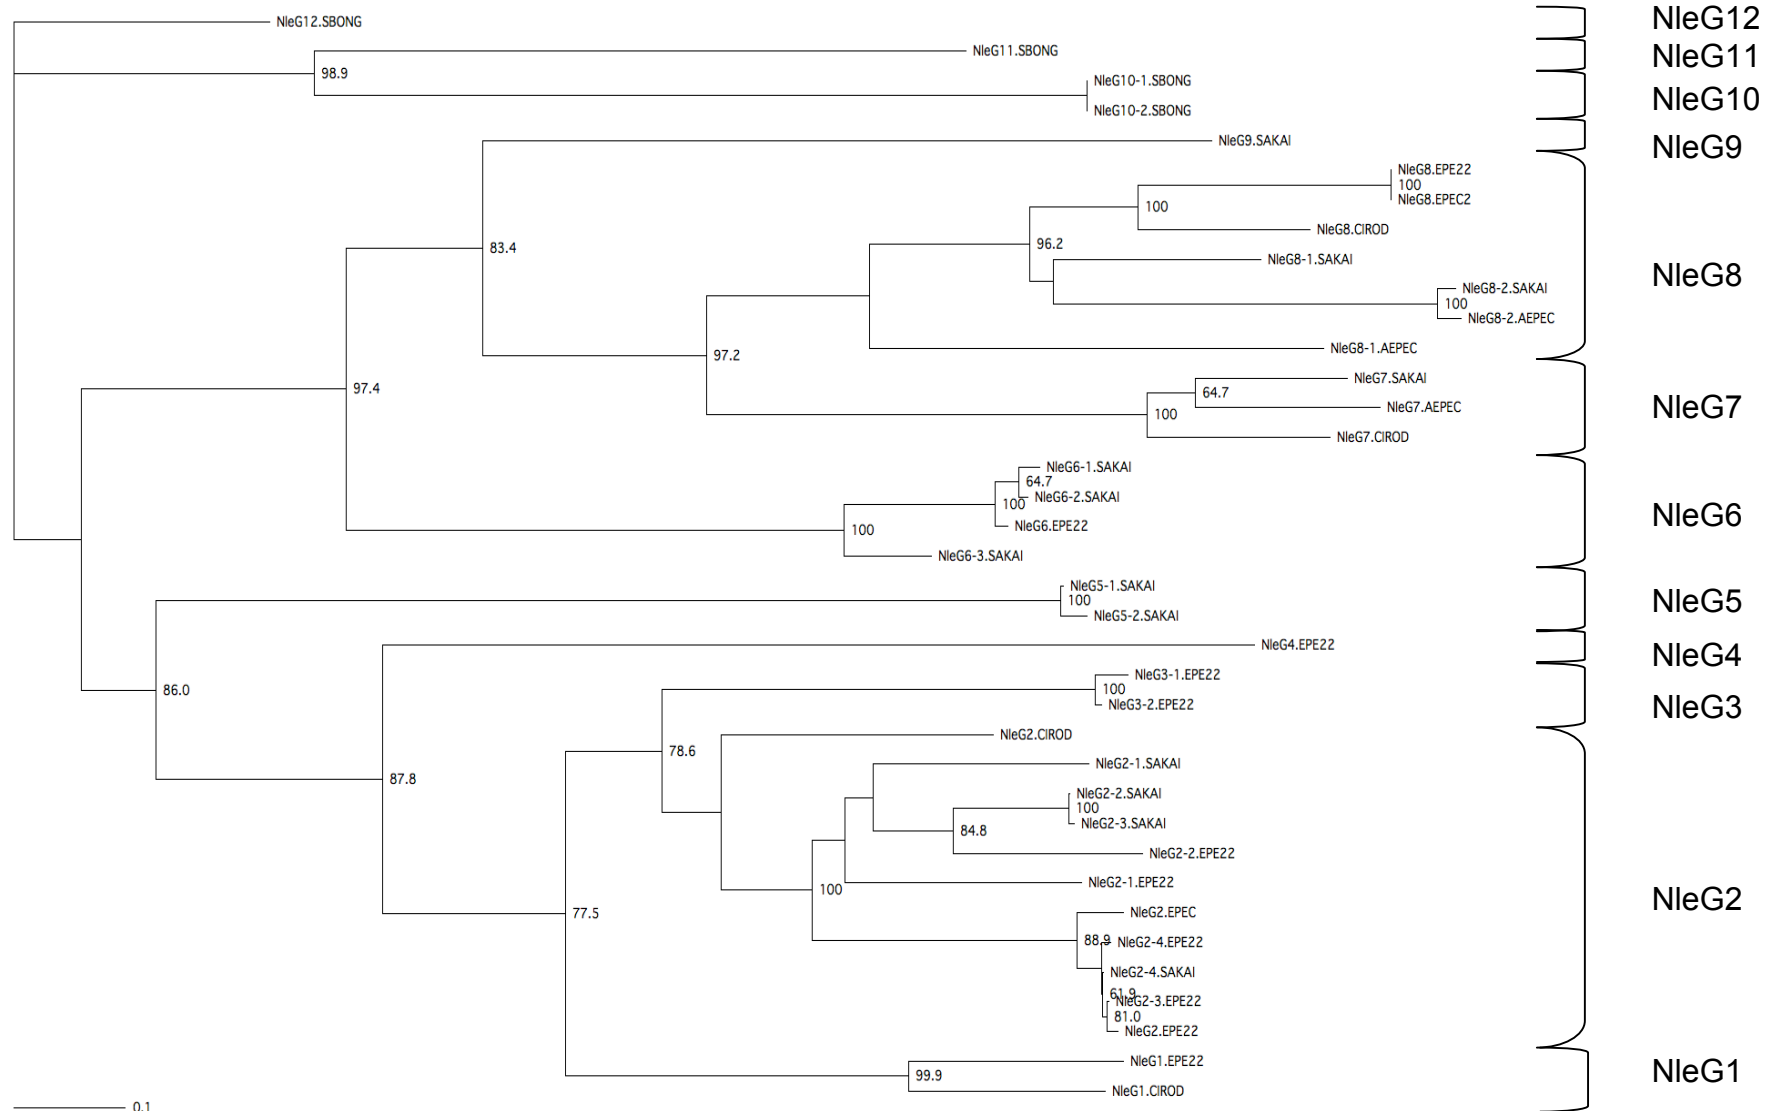 NleG12.SBONG
NleG12
NleG11.SBONG
NleG11
98.9
NleG10-1.SBONG
NleG10
NleG10-2.SBONG
NleG9.SAKAI
NleG9
NleG8.EPE22
100
NleG8.EPEC2
100
NleG8.CIROD
83.4
96.2
NleG8-1.SAKAI
NleG8
NleG8-2.SAKAI
100
NleG8-2.AEPEC
NleG8-1.AEPEC
97.2
NleG7.SAKAI
97.4
64.7
NleG7.AEPEC
NleG7
100
NleG7.CIROD
NleG6-1.SAKAI
64.7
NleG6-2.SAKAI
100
NleG6
NleG6.EPE22
100
NleG6-3.SAKAI
NleG5-1.SAKAI
100
NleG5
NleG5-2.SAKAI
NleG4.EPE22
NleG4
NleG3-1.EPE22
100
86.0
NleG3-2.EPE22
NleG3
NleG2.CIROD
78.6
NleG2-1.SAKAI
87.8
NleG2-2.SAKAI
100
NleG2-3.SAKAI
84.8
NleG2-2.EPE22
NleG2-1.EPE22
100
NleG2
77.5
NleG2.EPEC
88.9
NleG2-4.EPE22
NleG2-4.SAKAI
61.9
NleG2-3.EPE22
81.0
NleG2.EPE22
NleG1.EPE22
99.9
NleG1
NleG1.CIROD
0.1